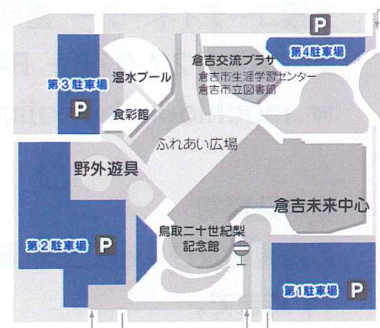 P
第4駐車場
倉吉交流プラザ
倉吉市生涯学習センター
倉吉市立図書館
第3駐車場
P
温水プール
食彩館
ふれあい広場
野外遊具
倉吉未来中心
鳥取二十世紀梨
記念館
第2駐車場 P
第1駐車場 P